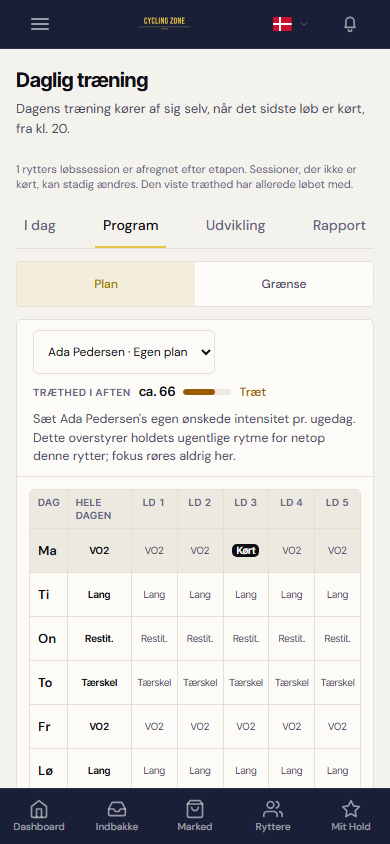 CYCLING ZONE
Daglig træning
Dagens træning kører af sig selv, når det sidste løb er kørt,
fra kl. 20.
1 rytters løbssession er afregnet efter etapen. Sessioner, der ikke er
kørt, kan stadig ændres. Den viste træthed har allerede løbet med.
I dag Program Udvikling Rapport
Plan Grænse
Ada Pedersen · Egen plan
TRÆTHED I AFTEN ca. 66 Træt
Sæt Ada Pedersen's egen ønskede intensitet pr. ugedag.
Dette overstyrer holdets ugentlige rytme for netop
denne rytter; fokus røres aldrig her.
DAG HELE DAGEN LD 1 LD 2 LD 3 LD 4 LD 5
Ma VO2 VO2 VO2 Kørt VO2 VO2
Ti Lang Lang Lang Lang Lang Lang
On Restit. Restit. Restit. Restit. Restit. Restit.
To Tærskel Tærskel Tærskel Tærskel Tærskel Tærskel
Fr VO2 VO2 VO2 VO2 VO2 VO2
Lø Lang Lang Lang Lang Lang Lang
Dashboard Indbakke Marked Ryttere Mit Hold